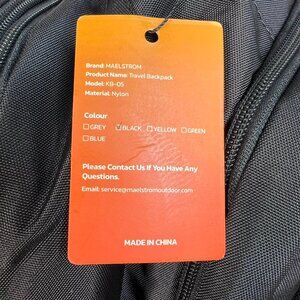 Brand: MAELSTROM
Product Name: Travel Backpack
Model: KB-05
Material: Nylon
Colour
☐GREY ☑BLACK ☐YELLOW ☐GREEN
☐BLUE
Please Contact Us If You Have Any
Questions.
Email: service@maelstromoutdoor.com
MADE IN CHINA